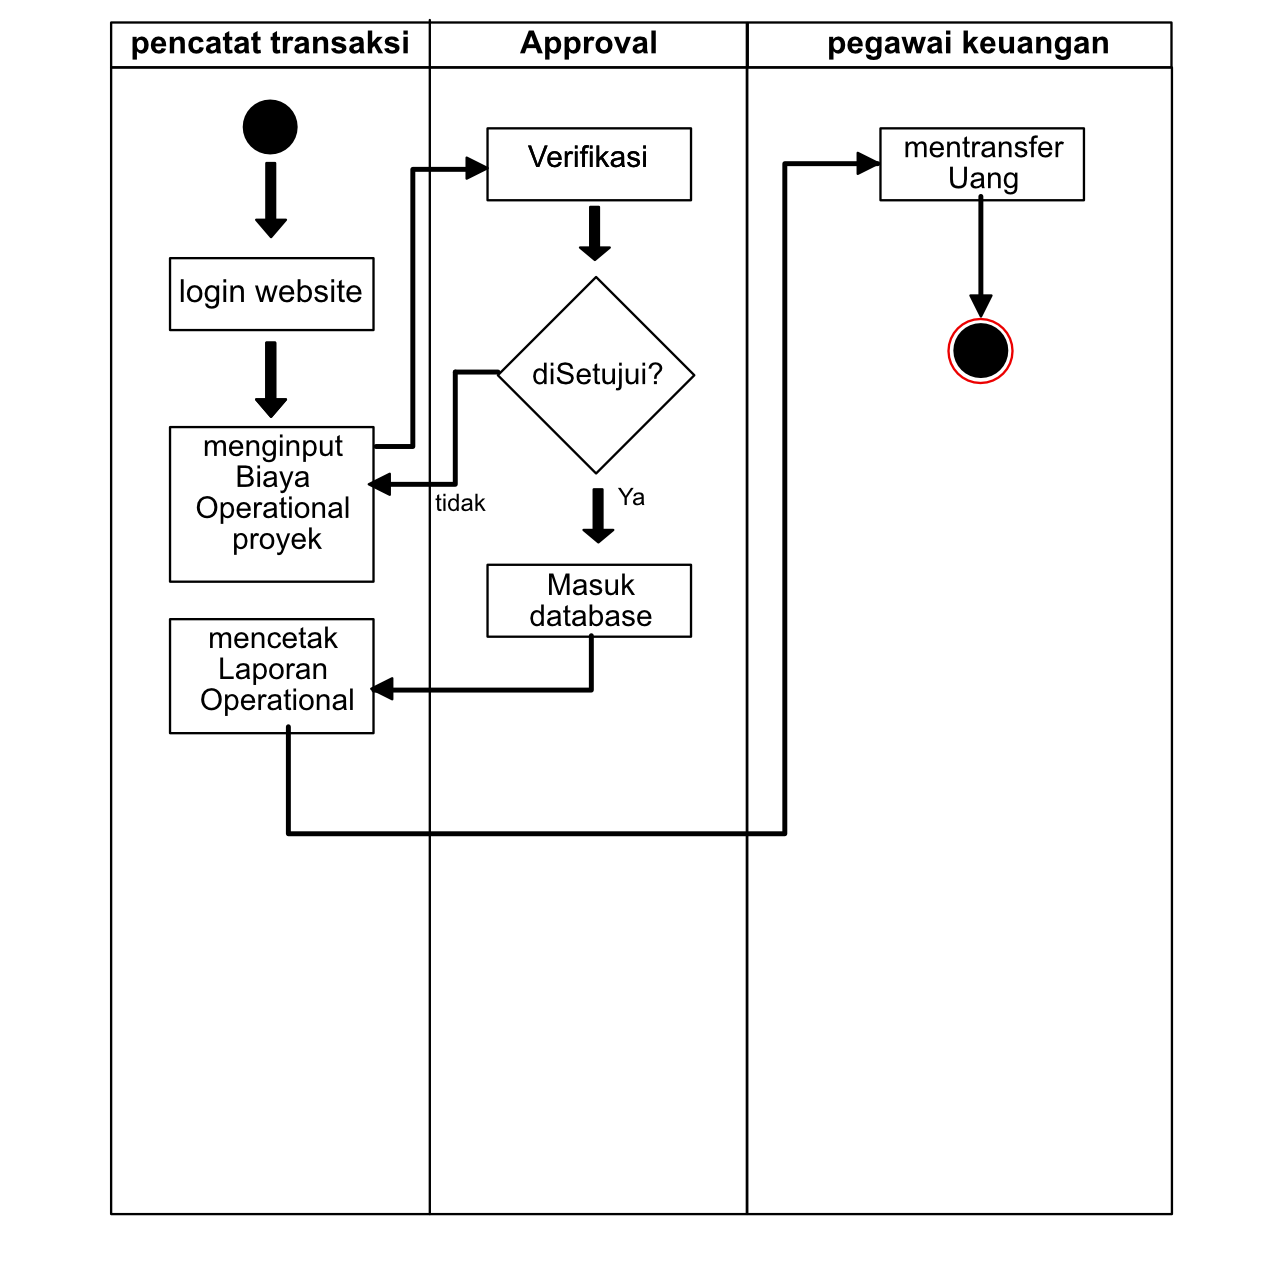 pencatat transaksi
Approval
pegawai keuangan
login website
menginput
Biaya
Operational
proyek
mencetak
Laporan
Operational
Verifikasi
diSetujui?
tidak
Ya
Masuk
database
mentransfer
Uang